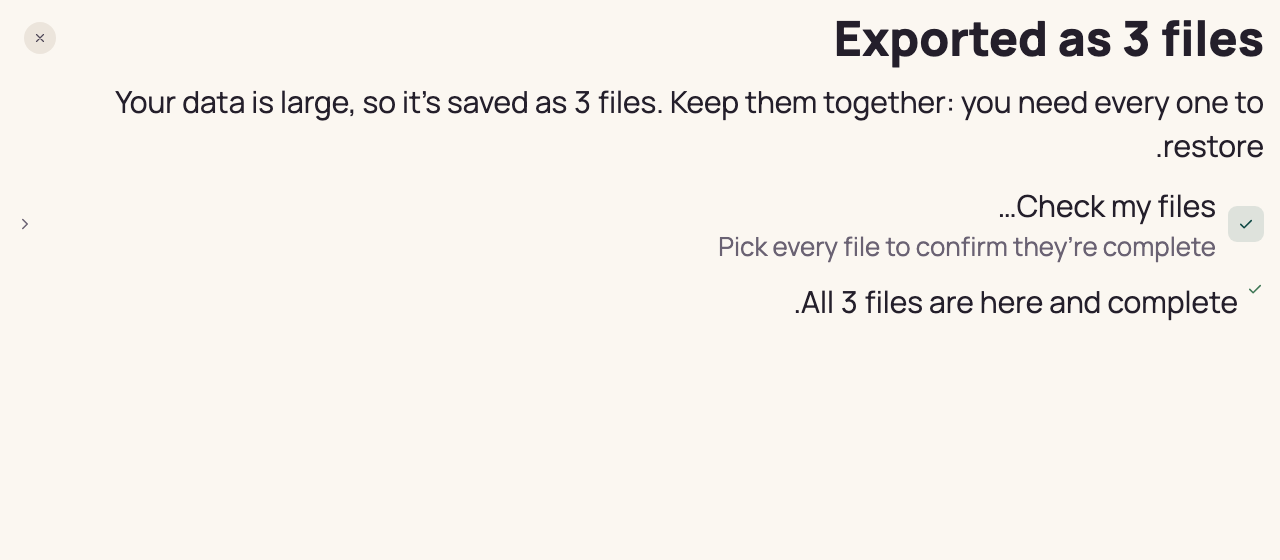 Exported as 3 files
Your data is large, so it’s saved as 3 files. Keep them together: you need every one to
.restore
…Check my files
Pick every file to confirm they’re complete
.All 3 files are here and complete